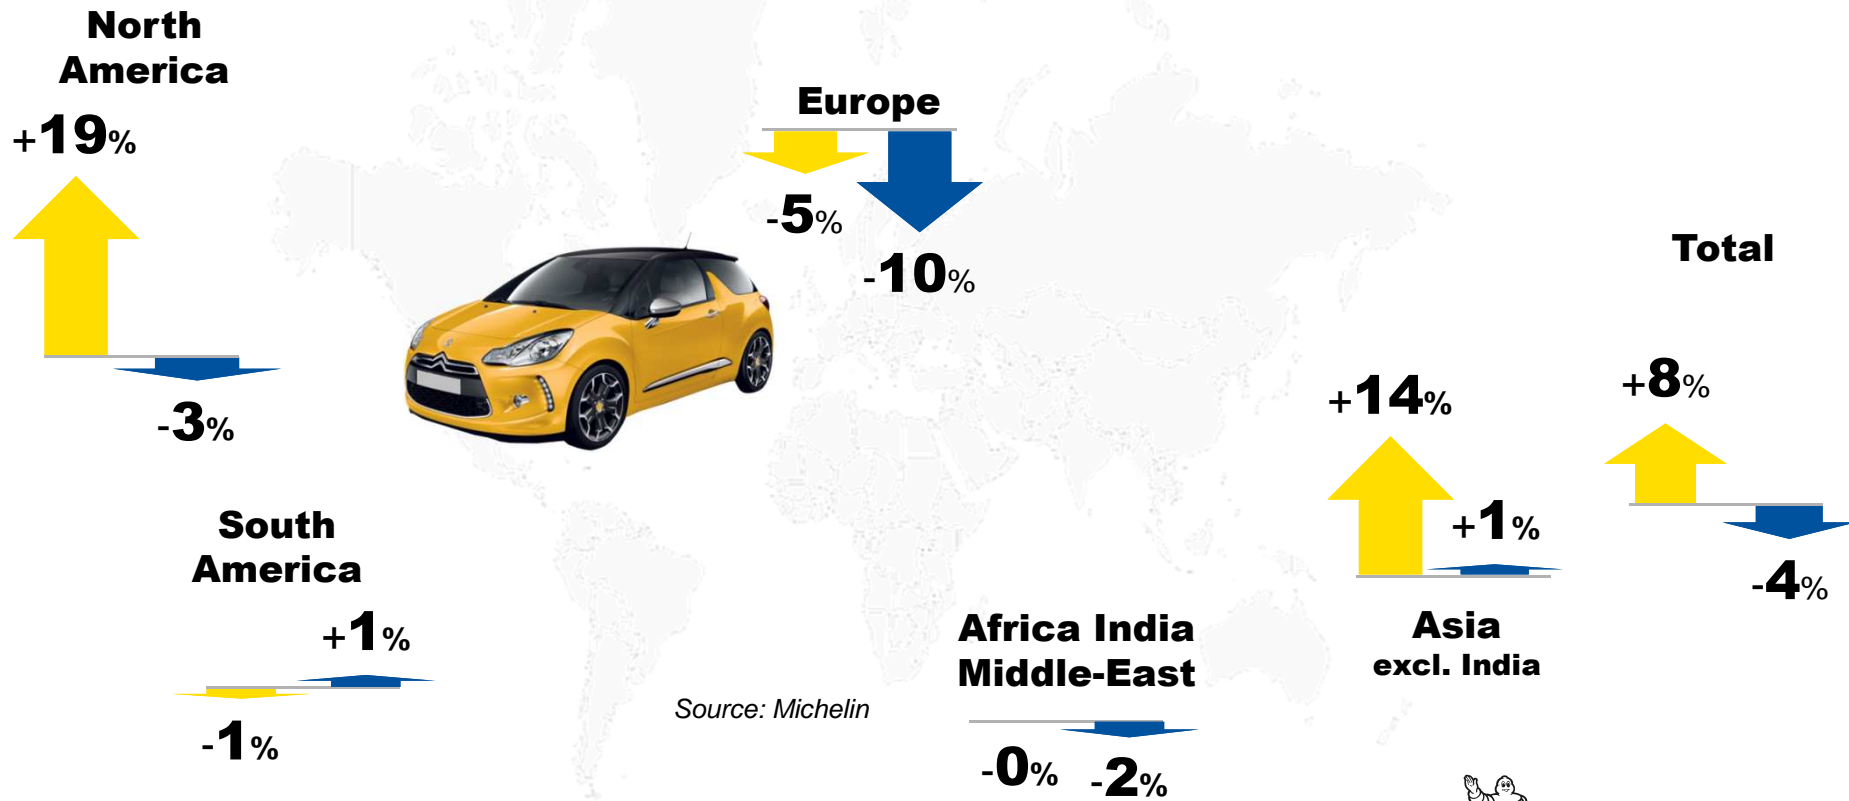 North
America
+19%
-3%
Europe
-5%
-10%
Total
+8%
-4%
+14%
+1%
Asia
excl. India
South
America
+1%
-1%
Source: Michelin
Africa India
Middle-East
-0%
-2%